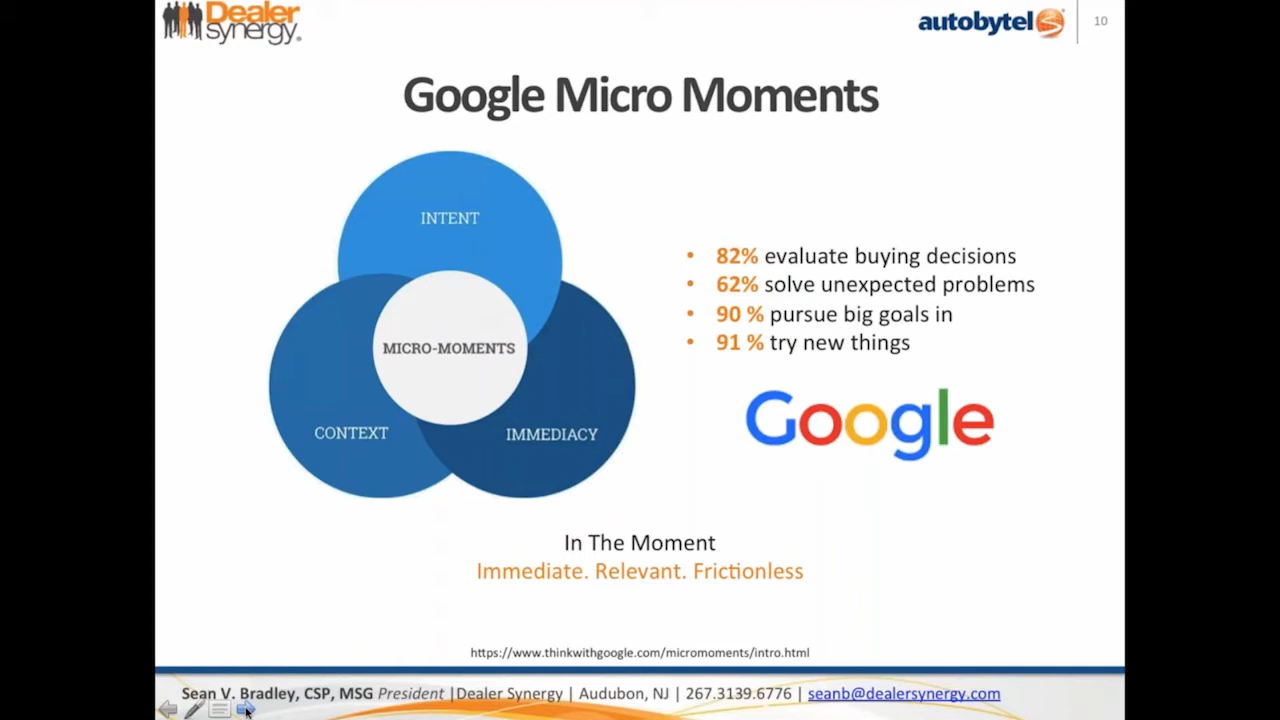 Dealer
synergy.
autobytel
10
Google Micro Moments
INTENT
MICRO-MOMENTS
CONTEXT
IMMEDIACY
• 82% evaluate buying decisions
• 62% solve unexpected problems
• 90 % pursue big goals in
• 91 % try new things
Google
In The Moment
Immediate. Relevant. Frictionless
https://www.thinkwithgoogle.com/micromoments/intro.html
Sean V. Bradley, CSP, MSG President |Dealer Synergy | Audubon, NJ | 267.3139.6776 | seanb@dealersynergy.com